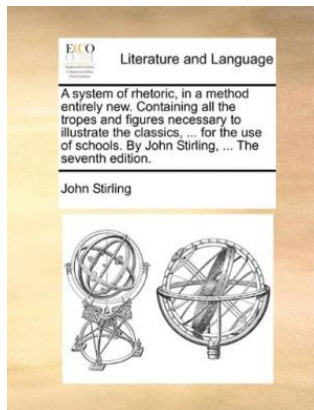 ECCO
Literature and Language
A system of rhetoric, in a method
entirely new. Containing all the
tropes and figures necessary to
illustrate the classics, ... for the use
of schools. By John Stirling, ... The
seventh edition.
John Stirling